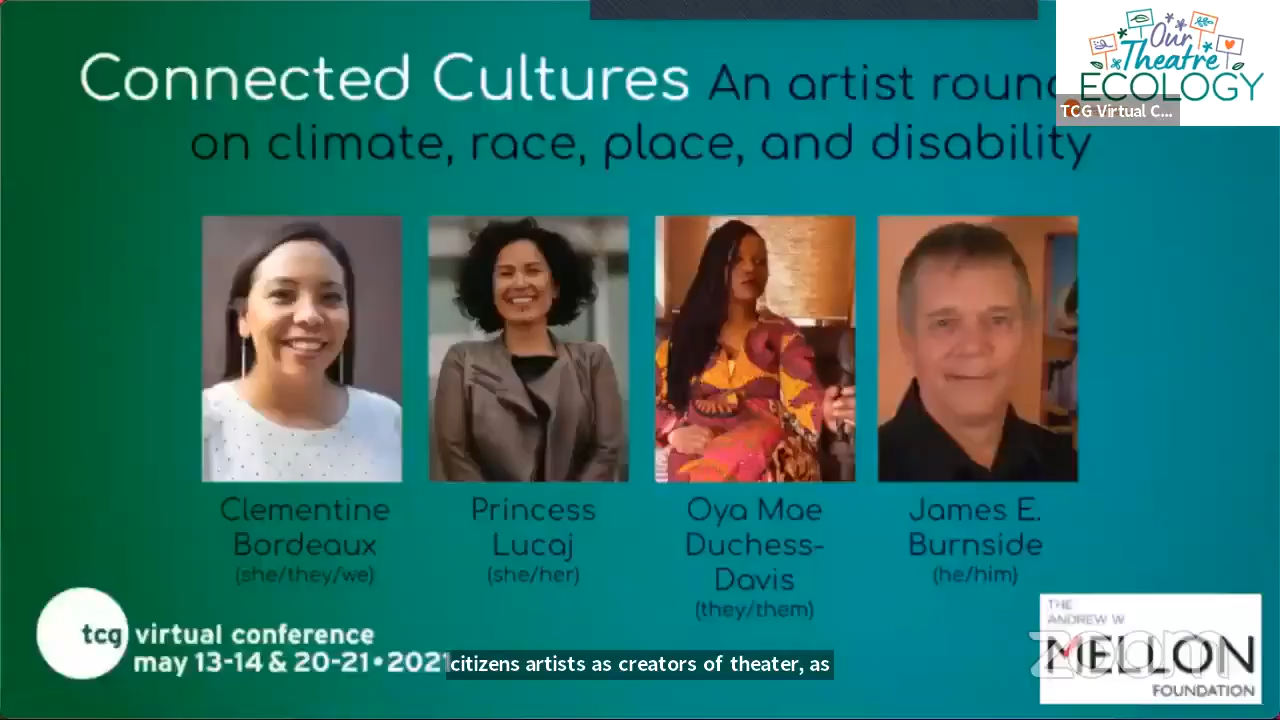 Connected Cultures An artist roun
on climate, race, place, and disability
Our
Theatre
ECOLOGY
TCG Virtual C...
Clementine
Bordeaux
(she/they/we)
Princess
Lucaj
(she/her)
Oya Mae
Duchess-
Davis
(they/them)
James E.
Burnside
(he/him)
tcg virtual conference
may 13-14 & 20-21 • 2021
citizens artists as creators of theater, as
THE
ANDREW W
MELLON
FOUNDATION
zoom